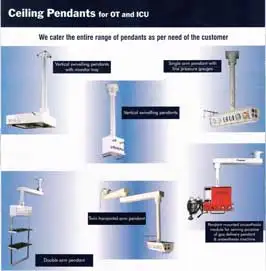 Ceiling Pendants for OT and ICU
We cater the entire range of pendants as per need of the customer
Vertical swivelling pendants
with monitor tray
Single arm pendant with
line pressure gauges
Vertical swivelling pendants
Twin horizontal arm pendant
Double arm pendant
Pendant mounted anaesthesia
module for serving purpose
of gas delivery pendant
& anaesthesia machine